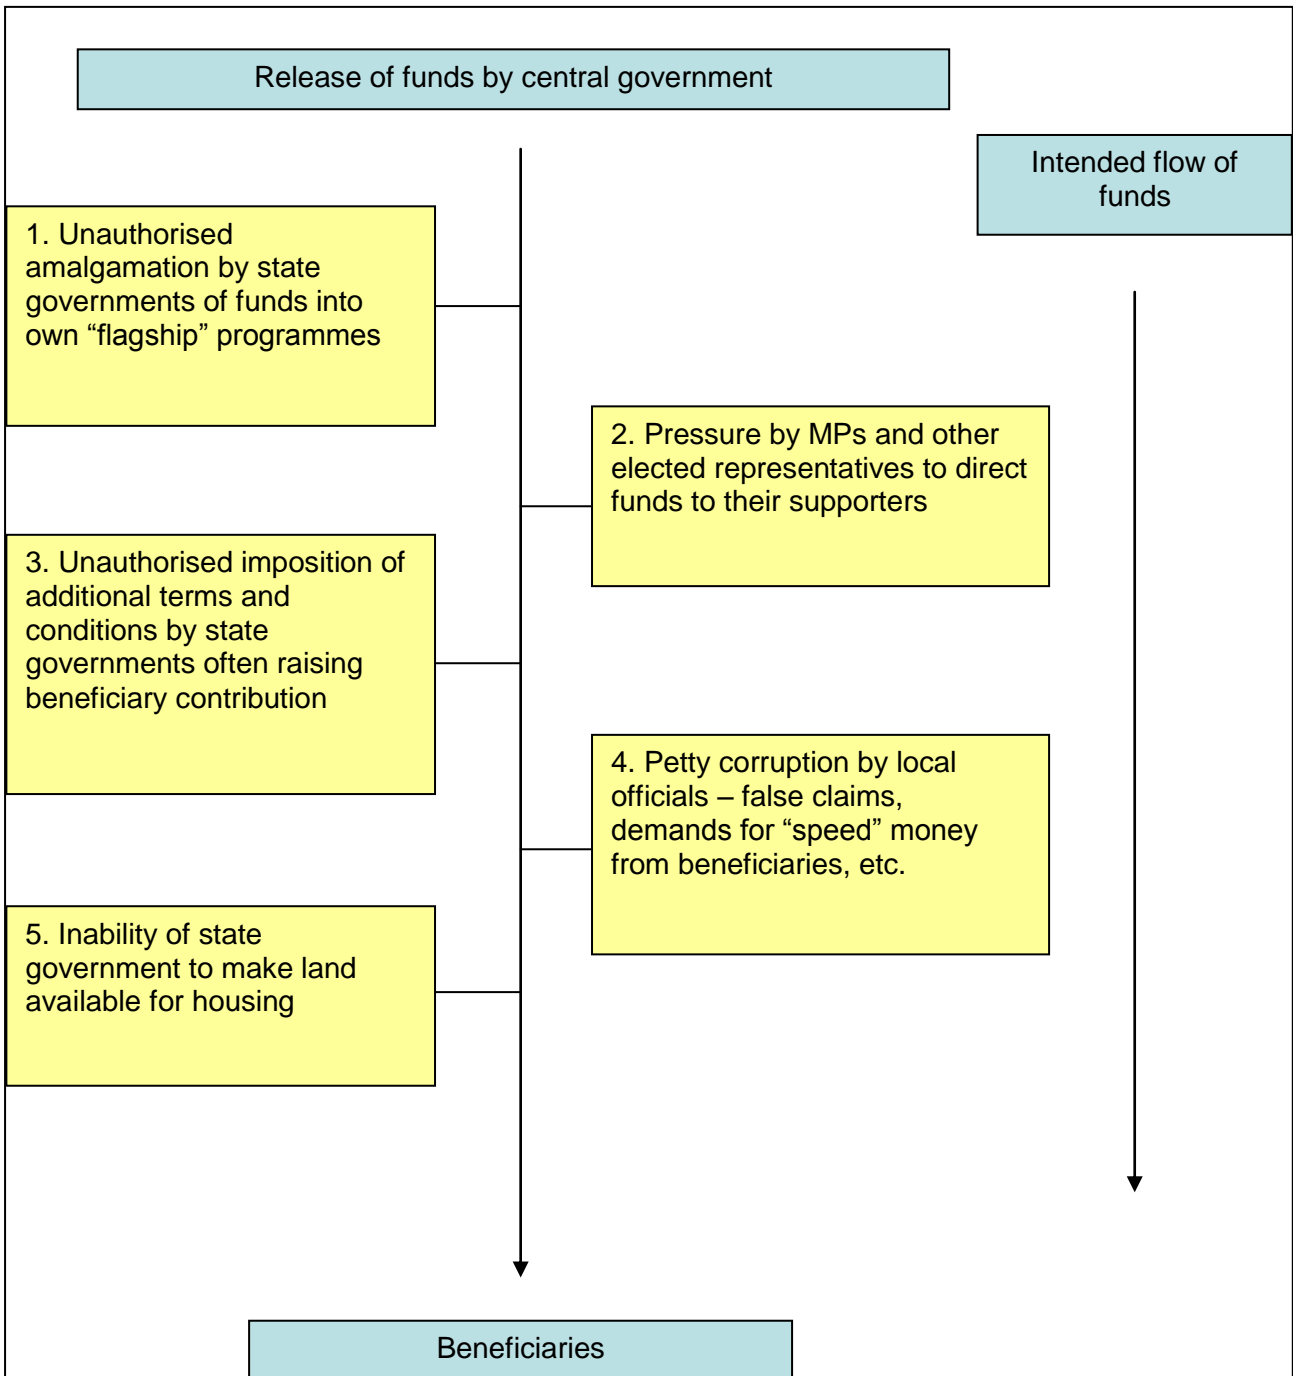 Release of funds by central government
Intended flow of
funds
1. Unauthorised
amalgamation by state
governments of funds into
own “flagship” programmes
2. Pressure by MPs and other
elected representatives to direct
funds to their supporters
3. Unauthorised imposition of
additional terms and
conditions by state
governments often raising
beneficiary contribution
4. Petty corruption by local
officials – false claims,
demands for “speed” money
from beneficiaries, etc.
5. Inability of state
government to make land
available for housing
Beneficiaries